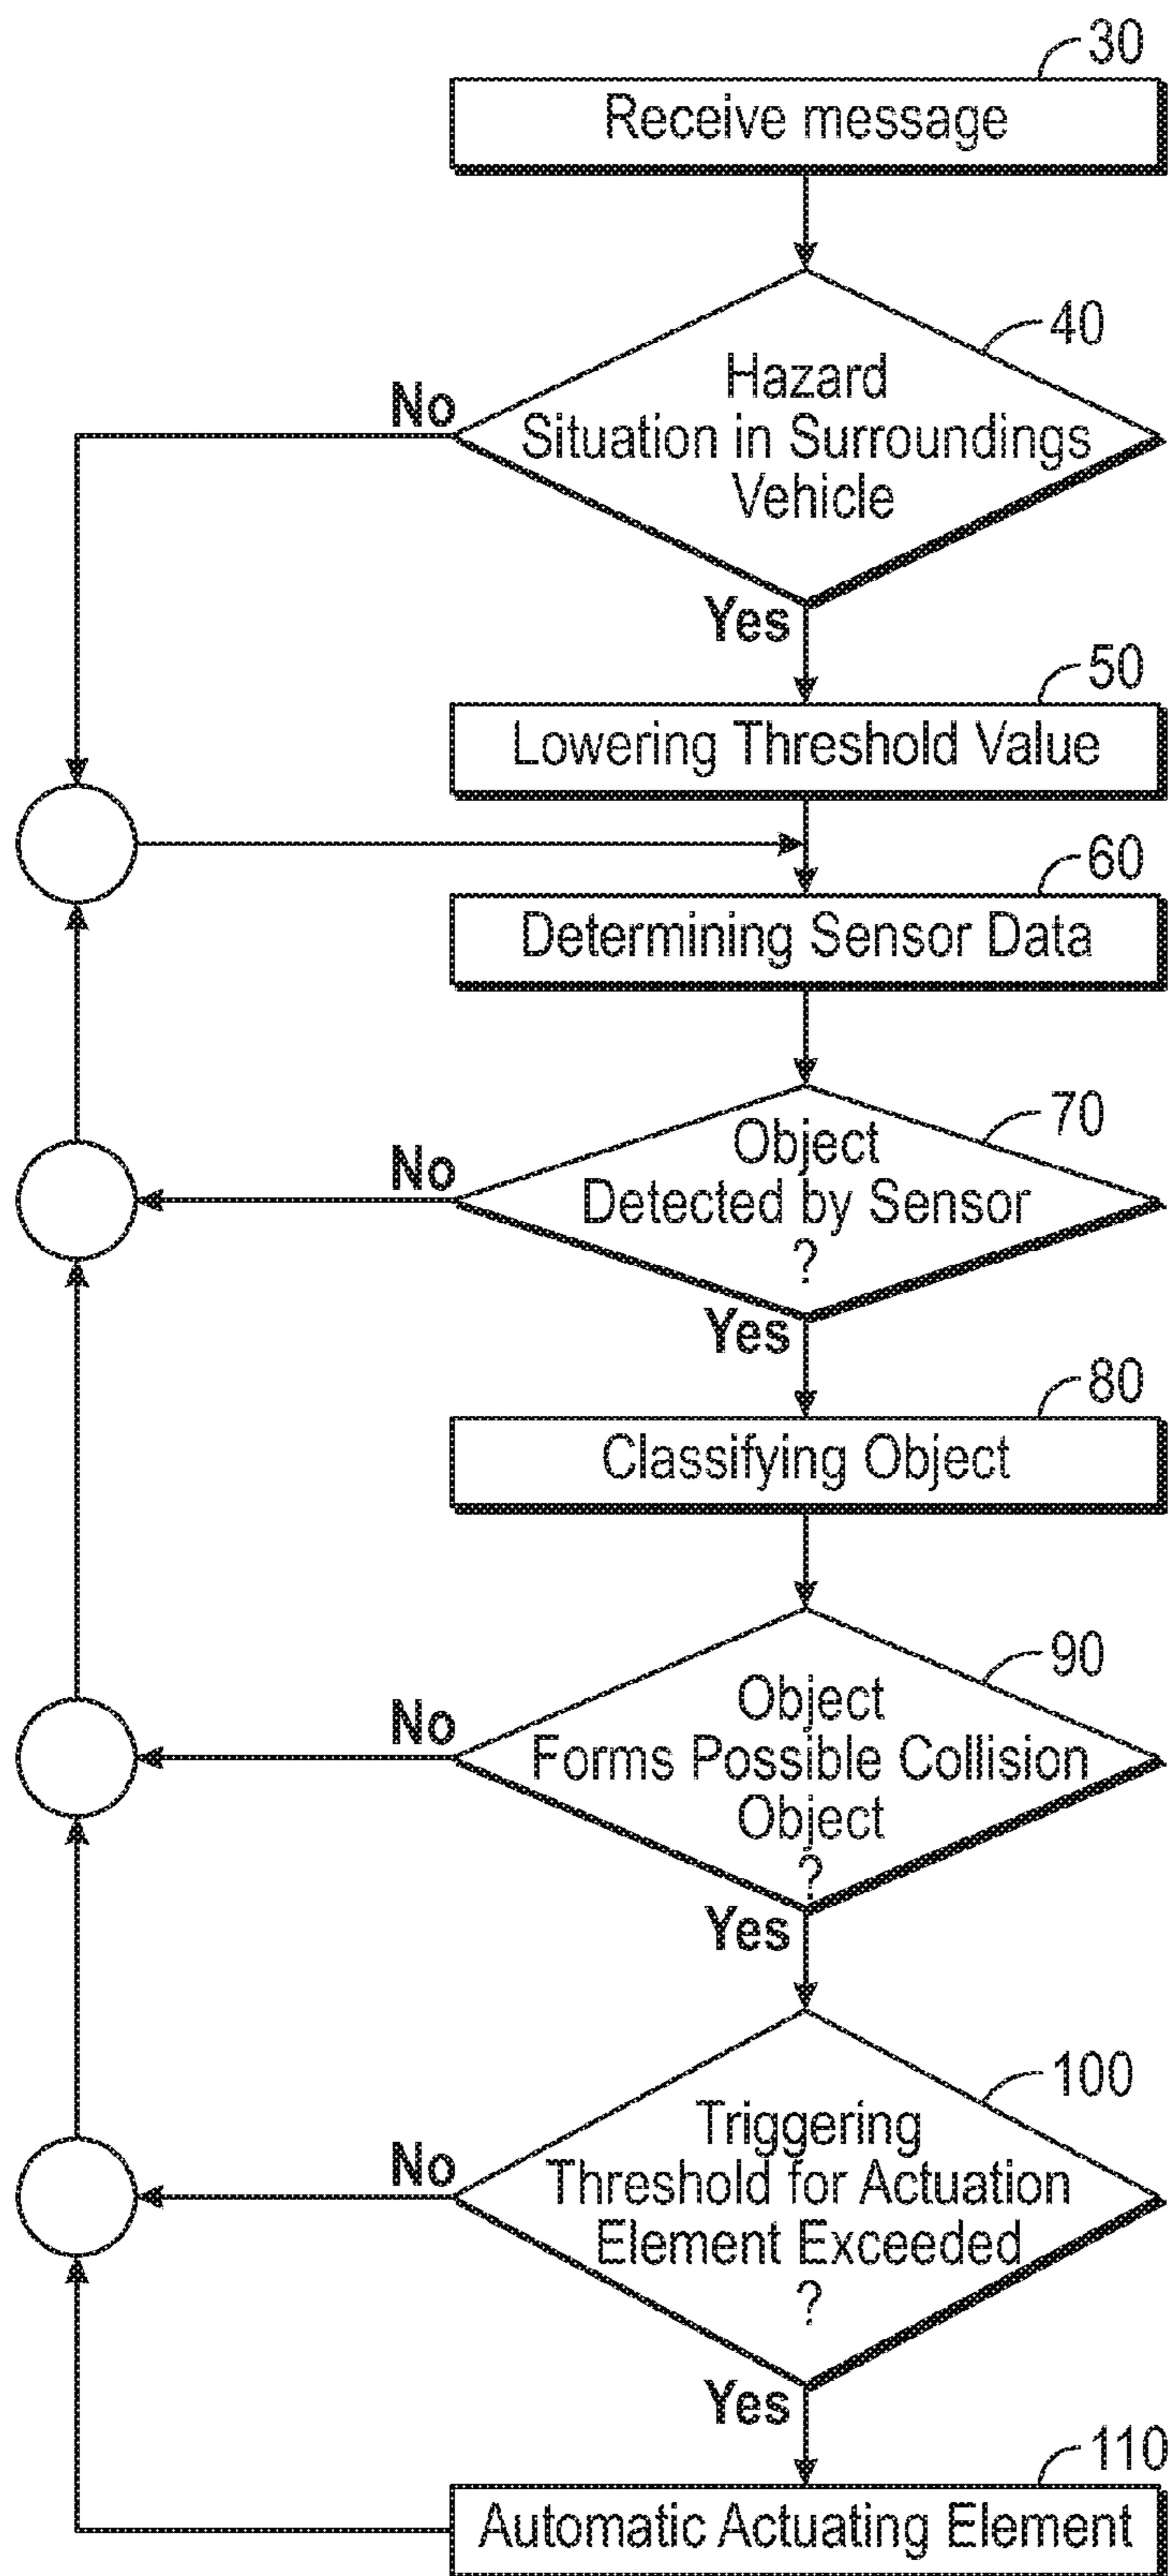 30
Receive message
40
Hazard
Situation in Surroundings
Vehicle
No
Yes
50
Lowering Threshold Value
60
Determining Sensor Data
70
Object
Detected by Sensor
?
No
Yes
80
Classifying Object
90
Object
Forms Possible Collision
Object
?
No
Yes
100
Triggering
Threshold for Actuation
Element Exceeded
?
No
Yes
110
Automatic Actuating Element